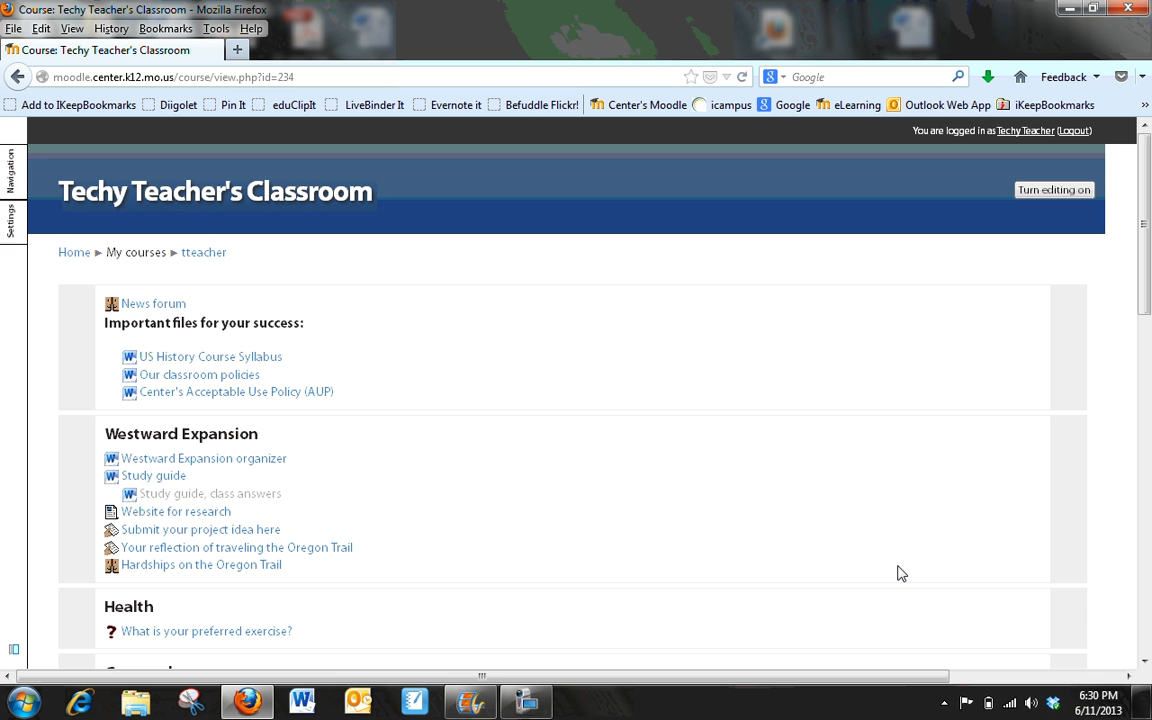 Course: Techy Teacher's Classroom - Mozilla Firefox
File Edit View History Bookmarks Tools Help
Course: Techy Teacher's Classroom
moodle.center.k12.mo.us/course/view.php?id=234
Google
Feedback
Add to IKeepBookmarks Diigolet Pin It eduClipIt LiveBinder It Evernote it Befuddle Flickr! Center's Moodle icampus Google eLearning Outlook Web App iKeepBookmarks
You are logged in as Techy Teacher (Logout)
Navigation
Settings
Techy Teacher's Classroom
Turn editing on
Home ► My courses ► tteacher
News forum
Important files for your success:
US History Course Syllabus
Our classroom policies
Center's Acceptable Use Policy (AUP)
Westward Expansion
Westward Expansion organizer
Study guide
Study guide, class answers
Website for research
Submit your project idea here
Your reflection of traveling the Oregon Trail
Hardships on the Oregon Trail
Health
What is your preferred exercise?
6:30 PM
6/11/2013